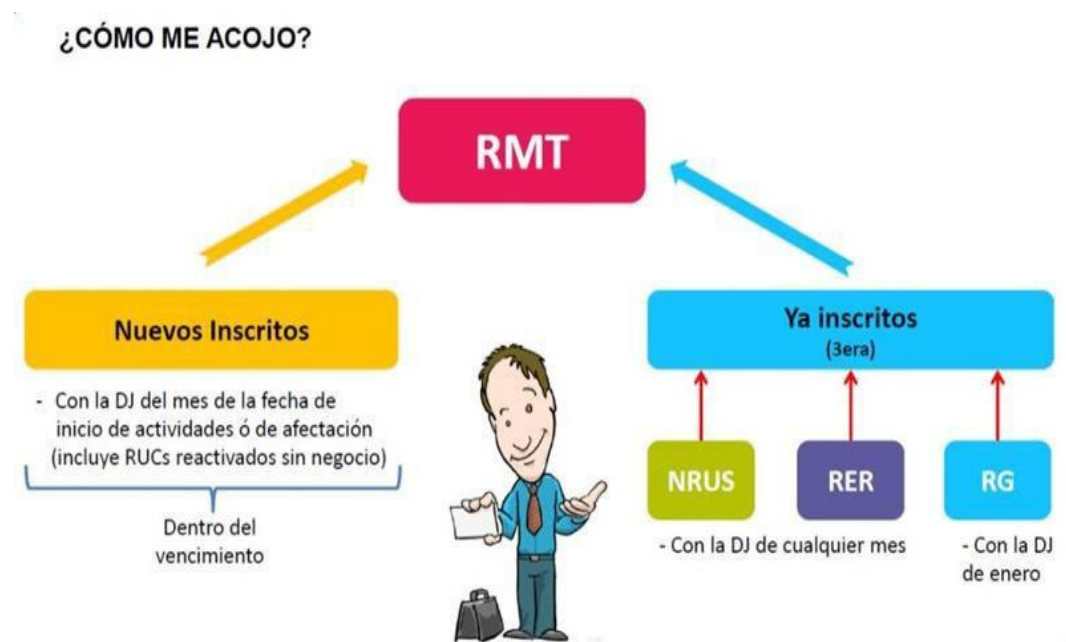 ¿CÓMO ME ACOJO?
RMT
Nuevos Inscritos
- Con la DJ del mes de la fecha de
inicio de actividades ó de afectación
(incluye RUCs reactivados sin negocio)
Dentro del
vencimiento
Ya inscritos
(3era)
NRUS
RER
RG
- Con la DJ de cualquier mes
- Con la DJ
de enero